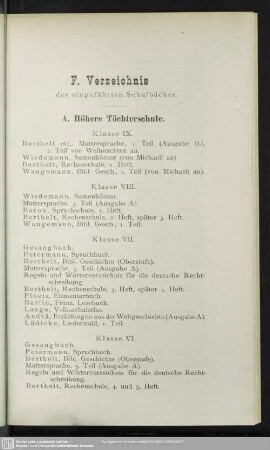 F. Verzeichnis
der eingeführten Schulbücher.
A. Höhere Töchterschule.
Klasse IX.
Berthelt etc., Muttersprache, 1. Teil (Ausgabe B),
2. Teil von Weihnachten an.
Wiedemann, Samenkörner (von Michaeli an)
Berthelt, Rechenschule, 1. Heft.
Wangemann, Bibl. Gesch., 1. Teil (von Michaeli an).
Klasse VIII.
Wiedemann, Samenkörner.
Muttersprache, 3. Teil (Ausgabe A).
Baron, Sprachschule, 2. Heft.
Berthelt, Rechenschule, 2. Heft, später 3. Heft.
Wangemann, Bibl. Gesch., 1. Teil.
Klasse VII.
Gesangbuch.
Petermann, Spruchbuch.
Berthelt, Bibl. Geschichte (Oberstufe).
Muttersprache, 3. Teil (Ausgabe A).
Regeln und Wörterverzeichnis für die deutsche Recht-
schreibung.
Berthelt, Rechenschule, 3. Heft, später 4. Heft.
Ploetz, Elementarbuch.
Barbin, Franz. Lesebuch.
Lange, Volksschulatlas.
Andrä, Erzählungen aus der Weltgeschichte (Ausgabe A).
Lüdicke, Liederwald, 1. Teil.
Klasse VI.
Gesangbuch.
Petermann, Spruchbuch.
Berthelt, Bibl. Geschichte (Oberstufe).
Muttersprache, 5. Teil (Ausgabe A).
Regeln und Wörterverzeichnis für die deutsche Recht-
schreibung.
Berthelt, Rechenschule, 4. und 5. Heft.